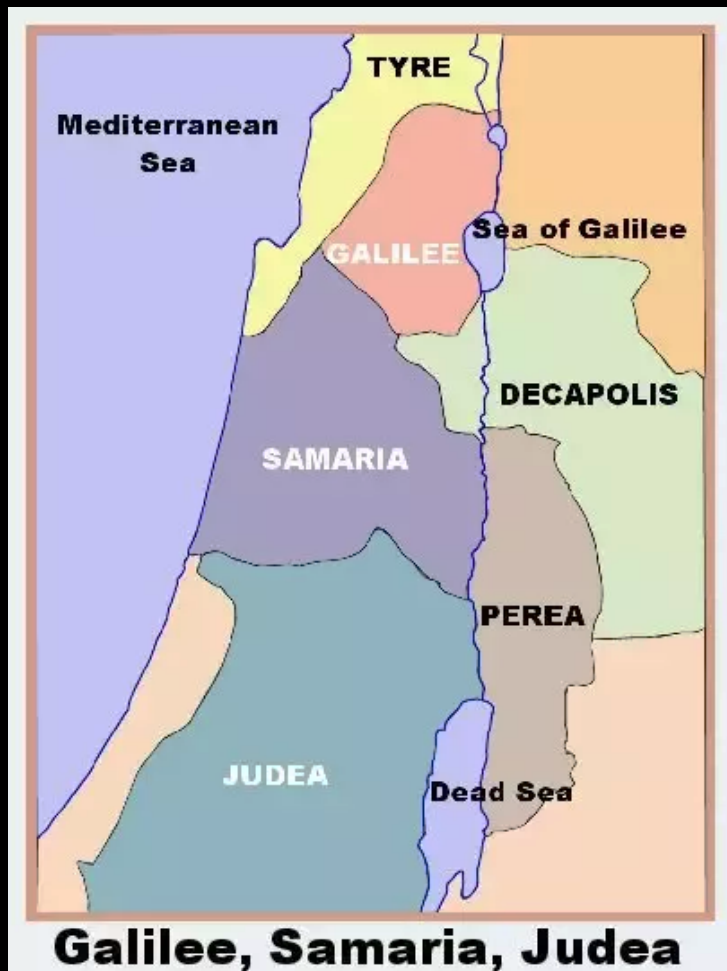 TYRE
Mediterranean
Sea
Sea of Galilee
GALILEE
DECAPOLIS
SAMARIA
PEREA
JUDEA
Dead Sea
Galilee, Samaria, Judea